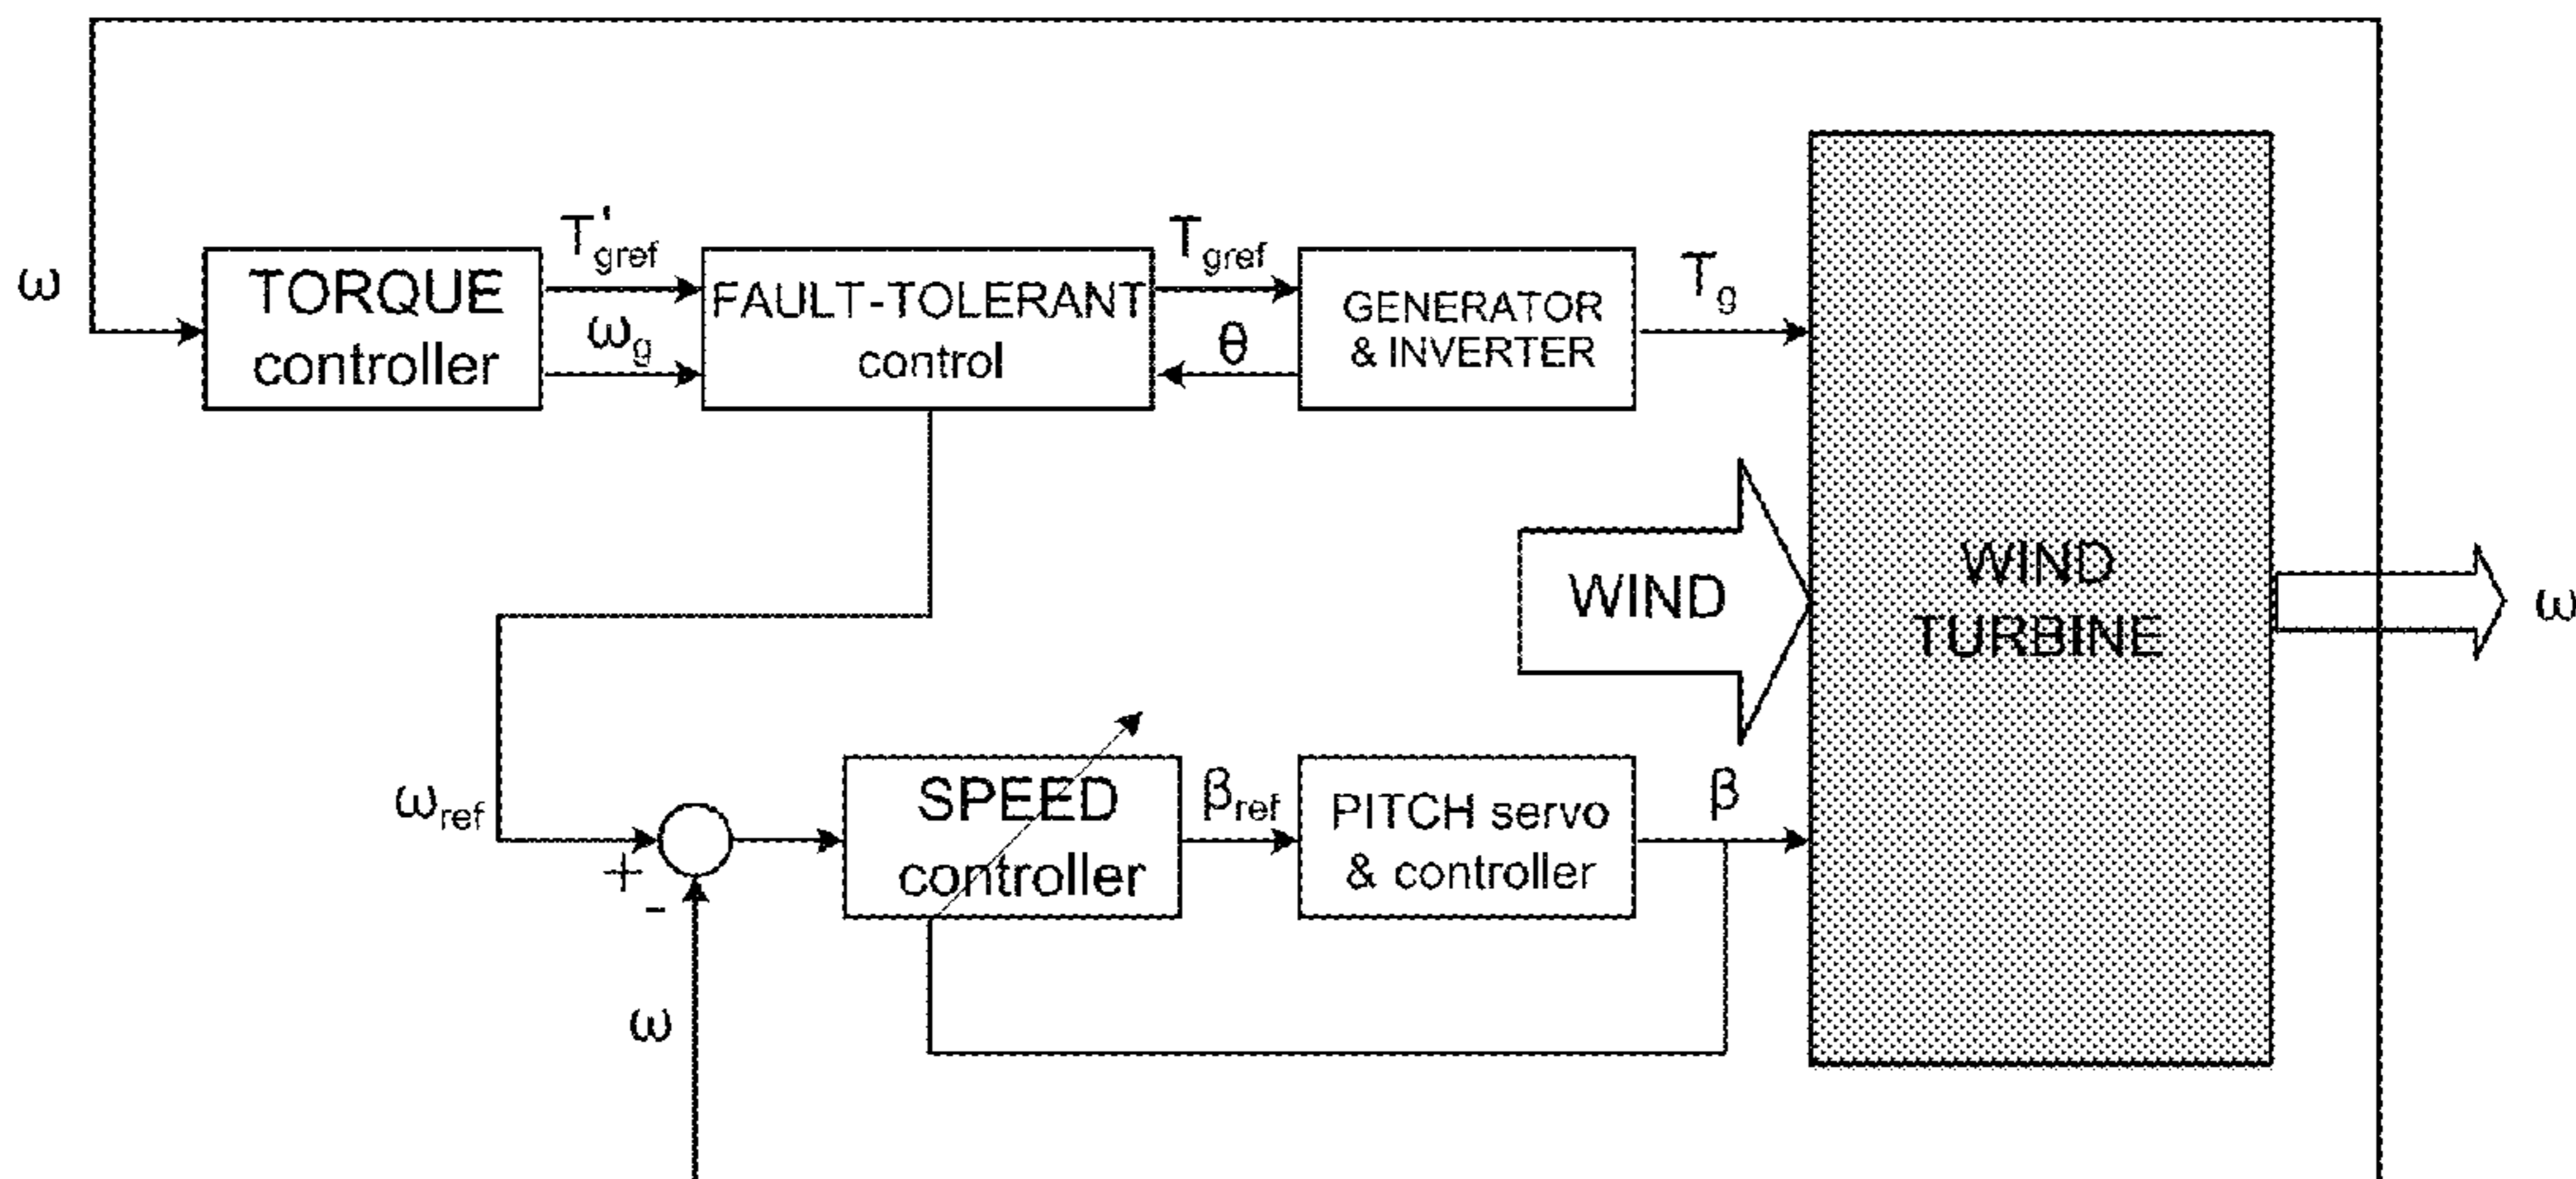 ω
TORQUE
controller
T'gref
ωg
FAULT-TOLERANT
control
Tgref
θ
GENERATOR
& INVERTER
Tg
WIND
WIND
TURBINE
ω
ωref
+
-
ω
SPEED
controller
βref
PITCH servo
& controller
β